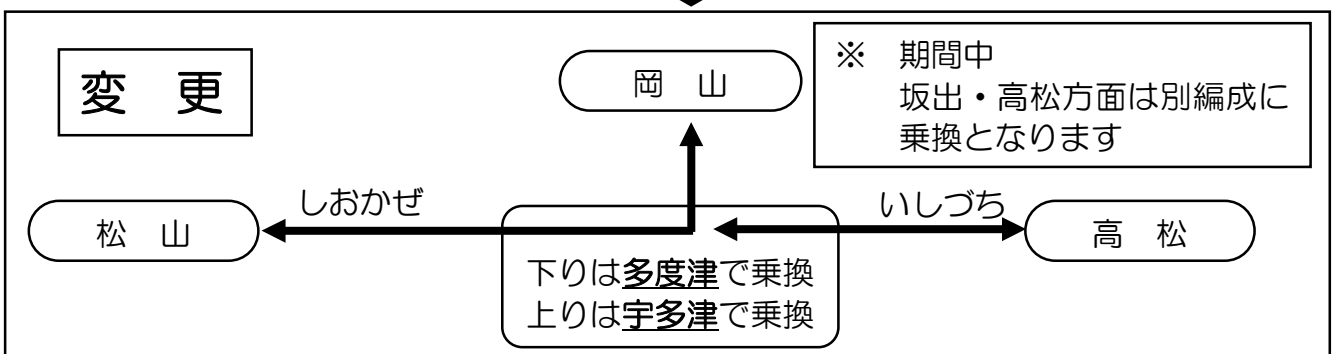 変 更
岡 山
※ 期間中
坂出・高松方面は別編成に
乗換となります
しおかぜ
いしづち
松 山
高 松
下りは多度津で乗換
上りは宇多津で乗換